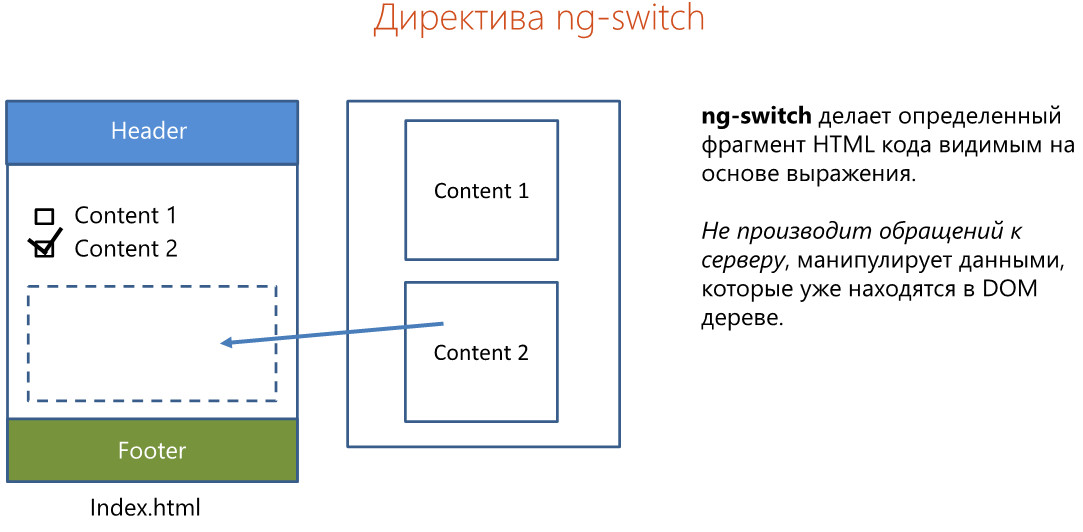 Директива ng-switch
Header
Content 1
Content 2
Footer
Index.html
Content 1
Content 2
ng-switch делает определенный
фрагмент HTML кода видимым на
основе выражения.
Не производит обращений к
серверу, манипулирует данными,
которые уже находятся в DOM
дереве.